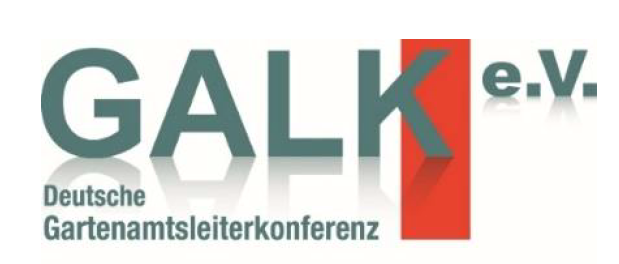 GALK e.V.
Deutsche
Gartenamtsleiterkonferenz